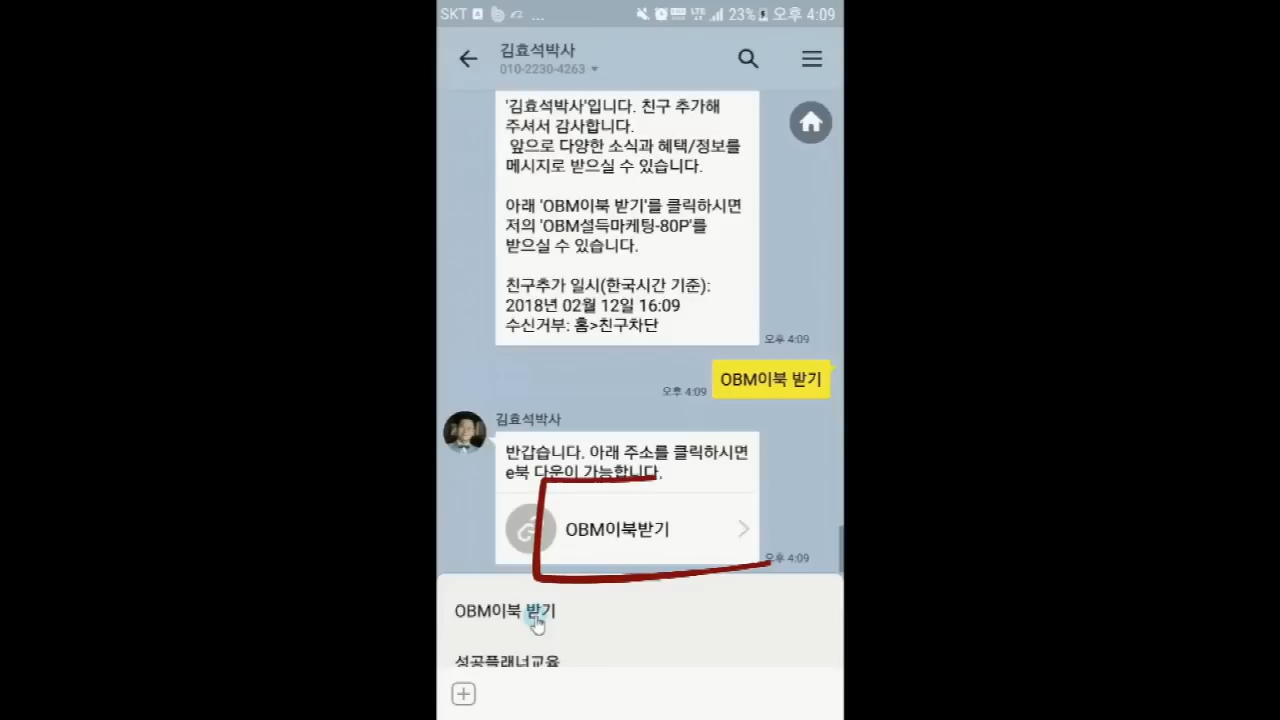 SKT ... LTE 23% 오후 4:09
김효석박사
010-2230-4263
'김효석박사'입니다. 친구 추가해
주셔서 감사합니다.
앞으로 다양한 소식과 혜택/정보를
메시지로 받으실 수 있습니다.
아래 'OBM이북 받기'를 클릭하시면
저의 'OBM설득마케팅-80P'를
받으실 수 있습니다.
친구추가 일시(한국시간 기준):
2018년 02월 12일 16:09
수신거부: 홈>친구차단
오후 4:09
OBM이북 받기
오후 4:09
김효석박사
반갑습니다. 아래 주소를 클릭하시면
e북 다운이 가능합니다.
OBM이북받기
오후 4:09
OBM이북 받기
성공플래너교육